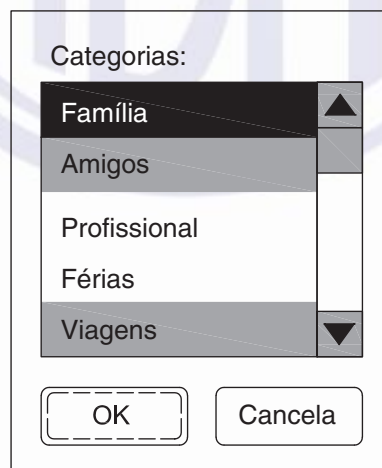 Categorias:
Família
Amigos
Profissional
Férias
Viagens
OK
Cancela